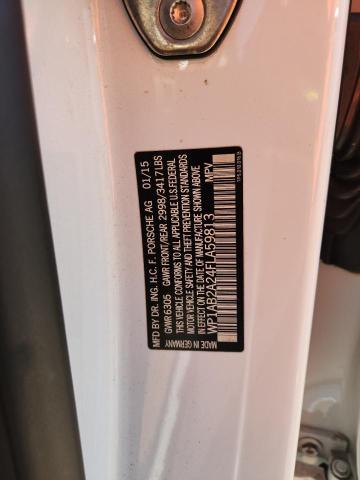 MFD BY DR. ING. H.C. F. PORSCHE AG 01/15
GVWR 6305 GAWR FRONT/REAR 2998/3417LBS
THIS VEHICLE CONFORMS TO ALL APPLICABLE U.S.FEDERAL
MOTOR VEHICLE SAFETY AND THEFT PREVENTION STANDARDS
IN EFFECT ON THE DATE OF MANUFACTURE SHOWN ABOVE
WP1AB2A24FLA59813 MPV
MADE IN GERMANY